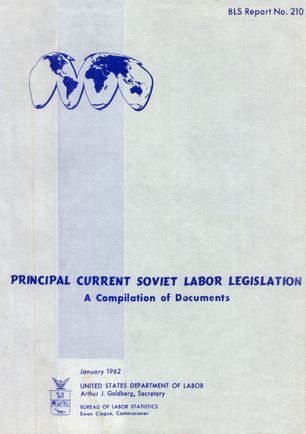 BLS Report No. 210
PRINCIPAL CURRENT SOVIET LABOR LEGISLATION
A Compilation of Documents
January 1962
UNITED STATES DEPARTMENT OF LABOR
Arthur J. Goldberg, Secretary
BUREAU OF LABOR STATISTICS
Ewan Clague, Commissioner